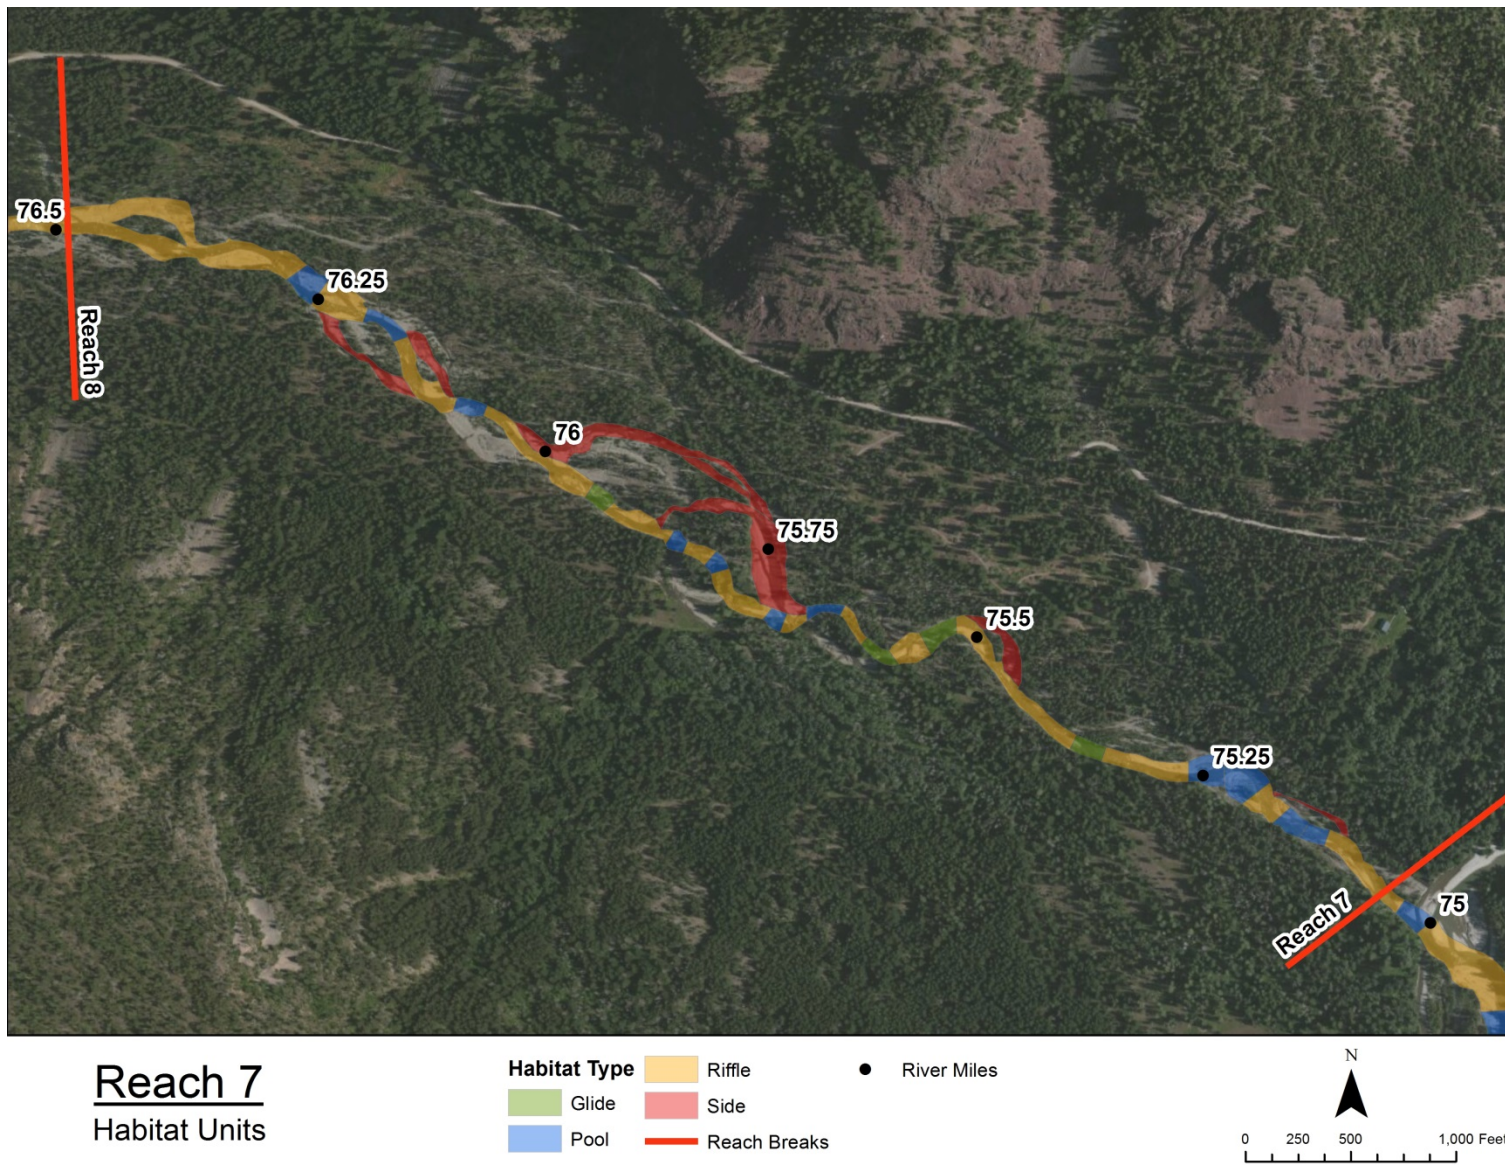 76.5
76.25
Reach 8
76
75.75
75.5
75.25
75
Reach 7
Reach 7
Habitat Units
Habitat Type
Glide
Pool
Riffle
Side
Reach Breaks
River Miles
N
0 250 500 1,000 Feet